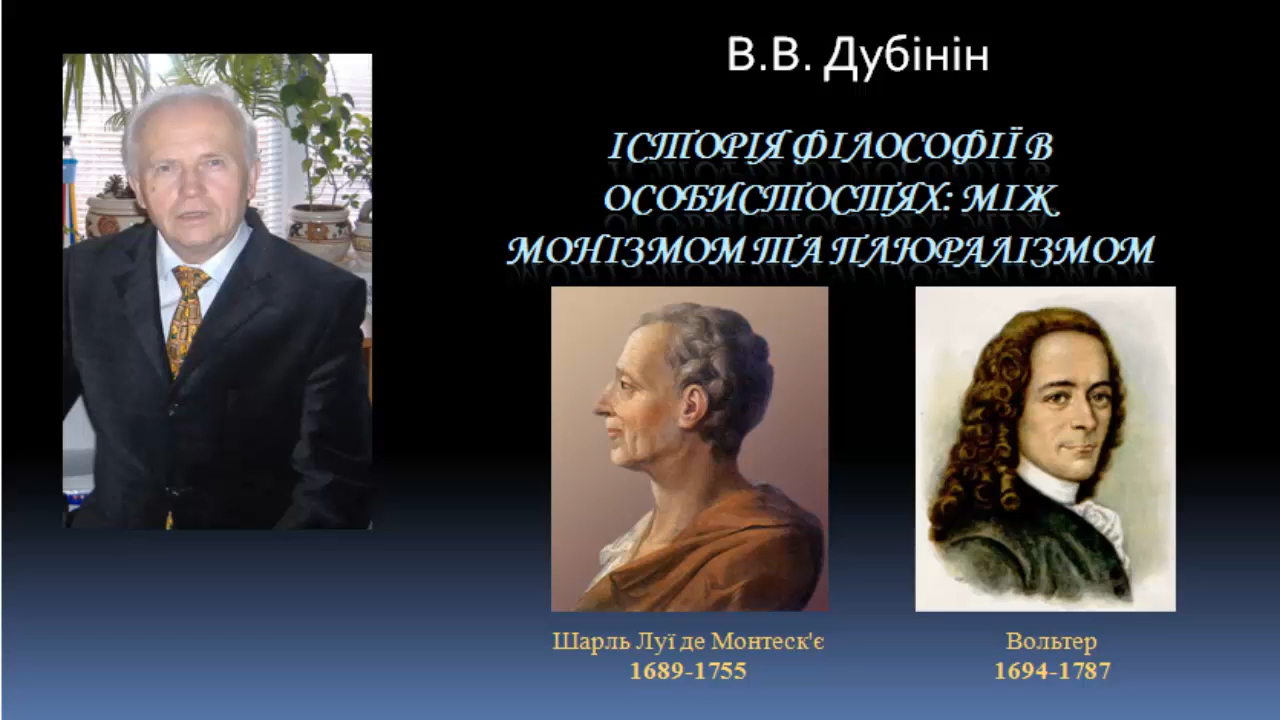 В.В. Дубінін
ІСТОРІЯ ФІЛОСОФІЇ В
ОСОБИСТОСТЯХ: МІЖ
МОНІЗМОМ ТА ПЛЮРАЛІЗМОМ
Шарль Луї де Монтеск'є
1689-1755
Вольтер
1694-1787